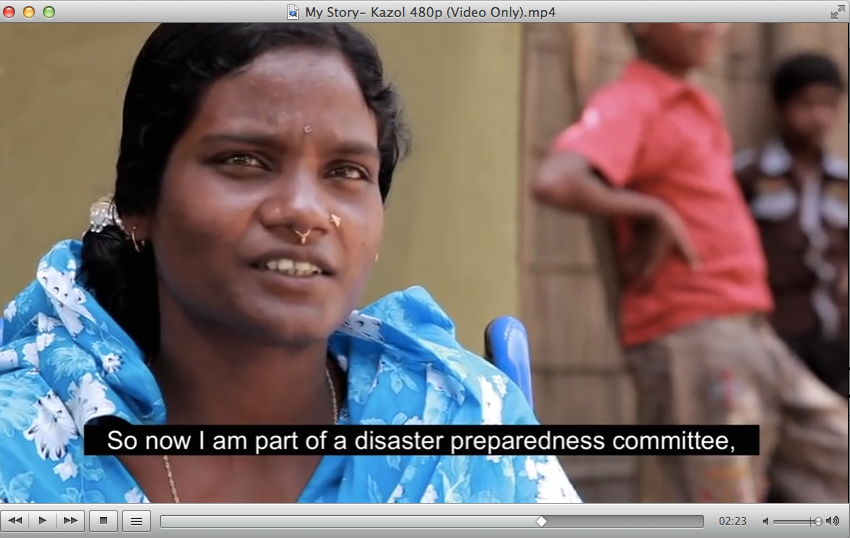 My Story- Kazol 480p (Video Only).mp4
So now I am part of a disaster preparedness committee,
02:23